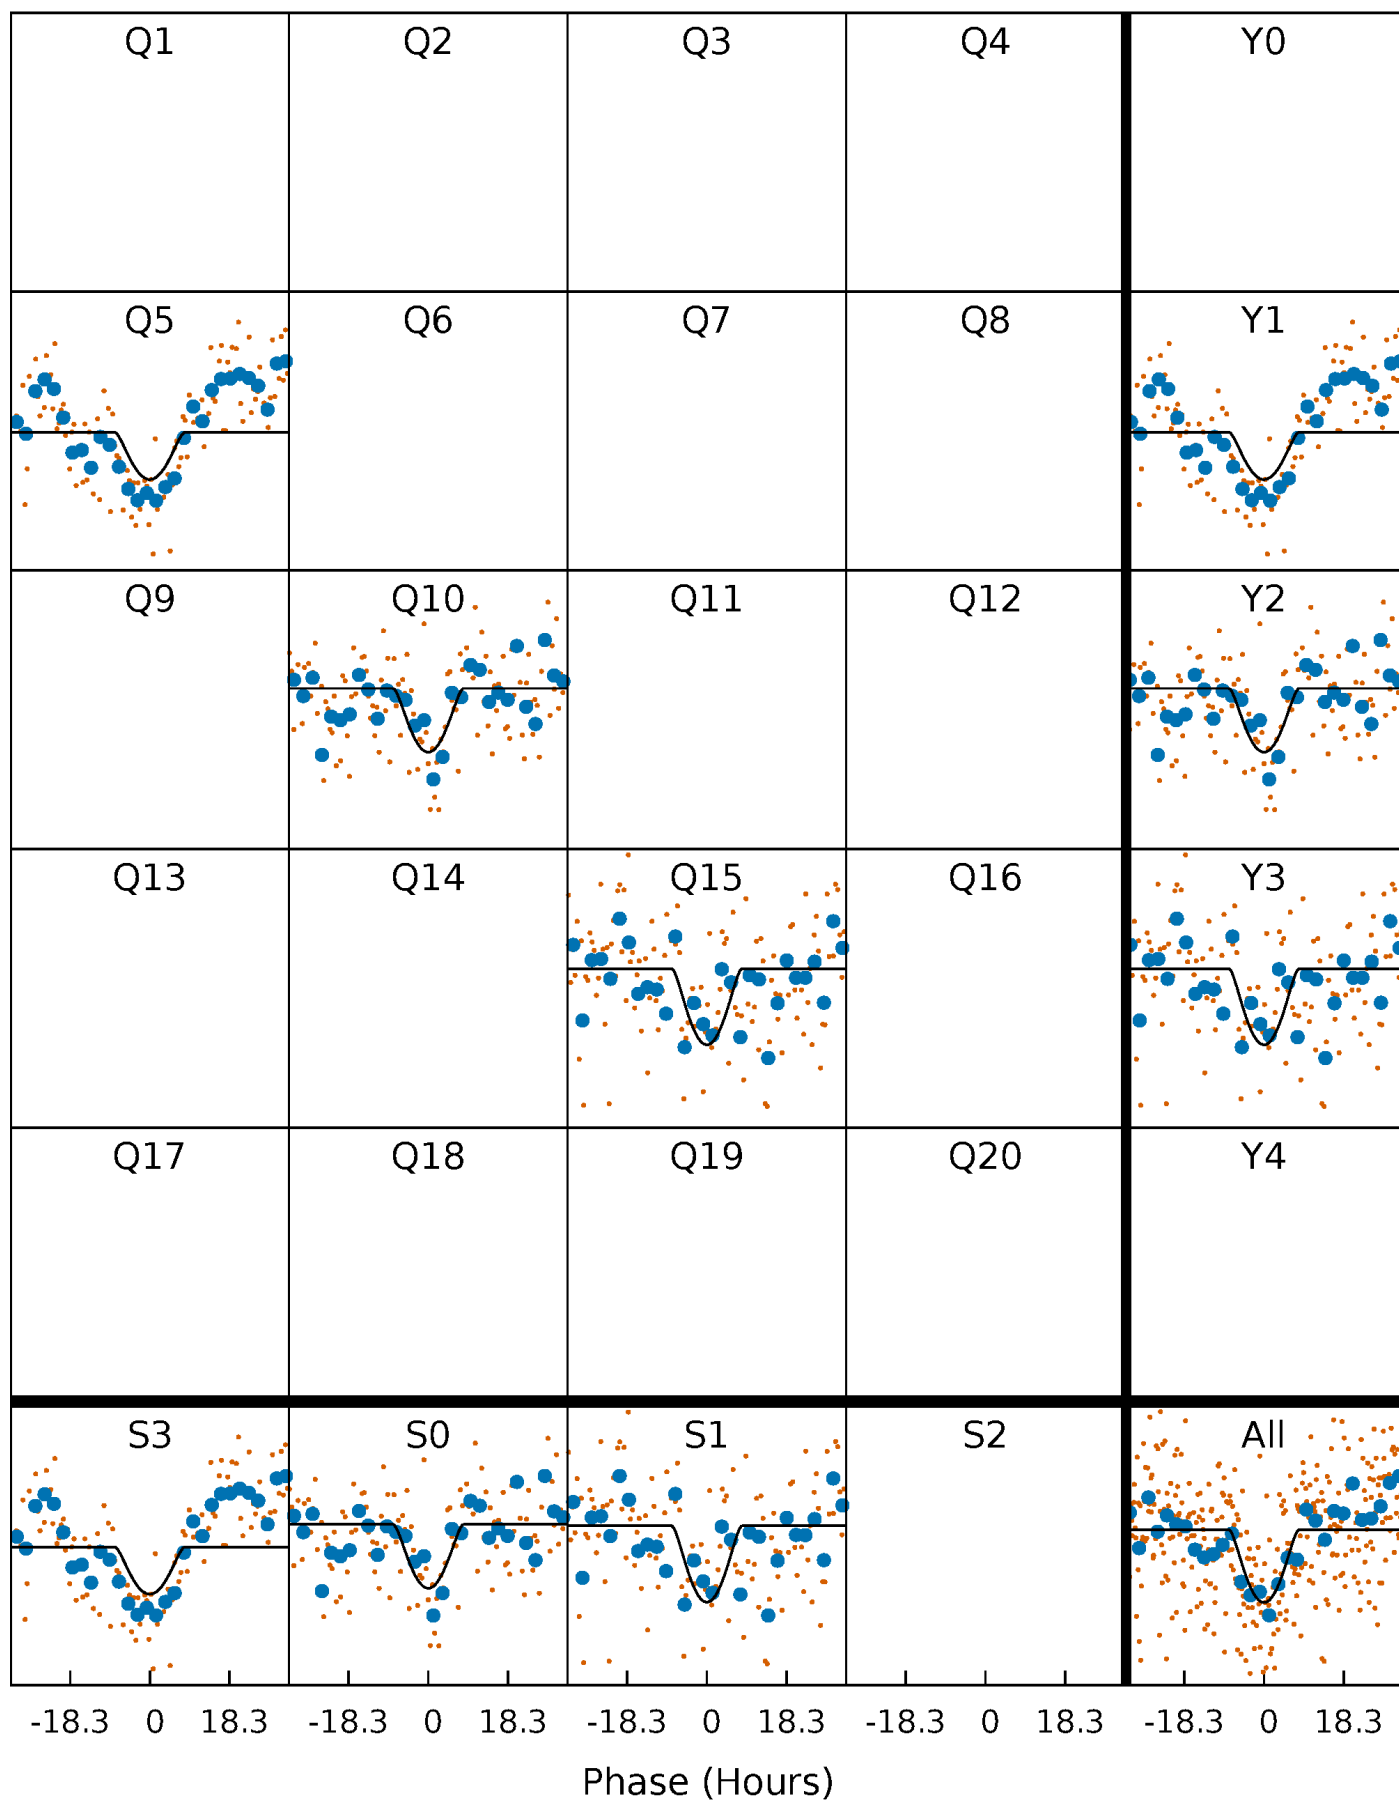 Q1 Q2 Q3 Q4 Y0
Q5 Q6 Q7 Q8 Y1
Q9 Q10 Q11 Q12 Y2
Q13 Q14 Q15 Q16 Y3
Q17 Q18 Q19 Q20 Y4
S3 S0 S1 S2 All
-18.3 0 18.3 -18.3 0 18.3 -18.3 0 18.3 -18.3 0 18.3 -18.3 0 18.3
Phase (Hours)